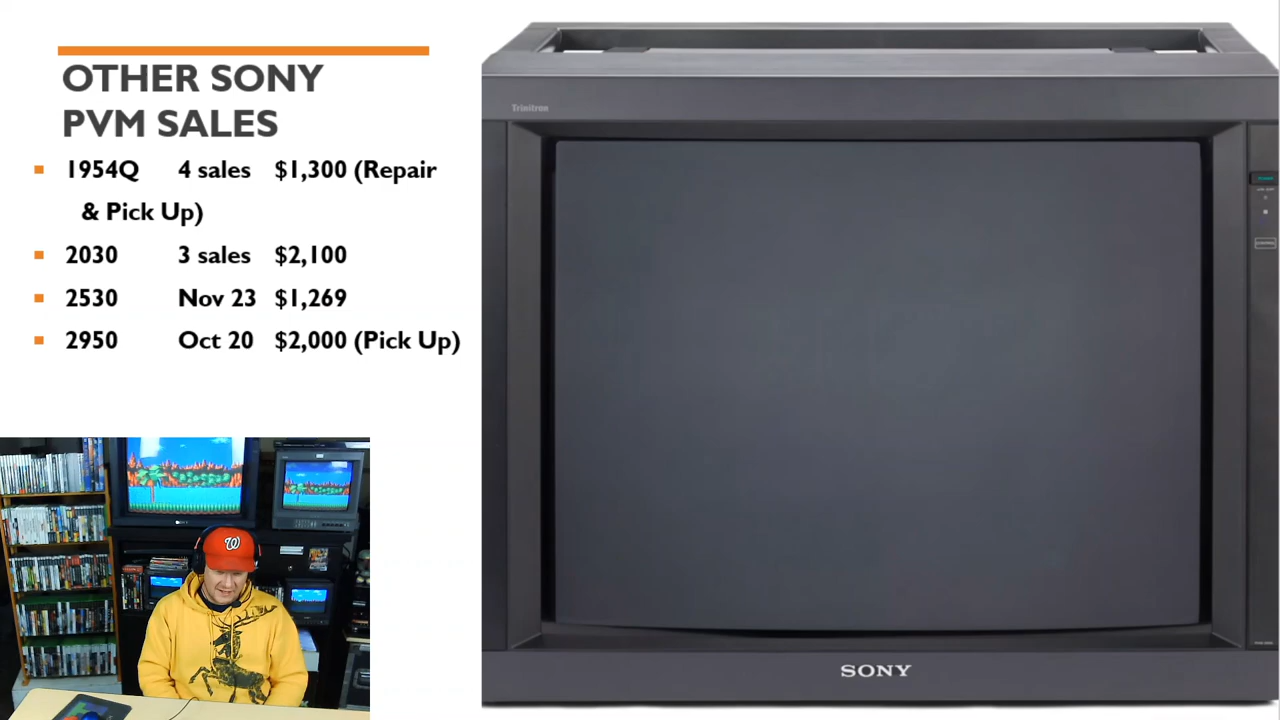 OTHER SONY
PVM SALES
1954Q 4 sales $1,300 (Repair
& Pick Up)
2030 3 sales $2,100
2530 Nov 23 $1,269
2950 Oct 20 $2,000 (Pick Up)
Trinitron
SONY
W